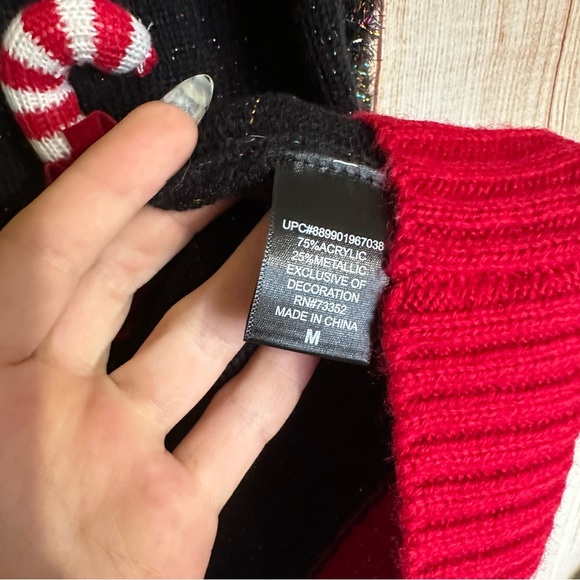 UPC#889901967038
75%ACRYLIC
25%METALLIC
EXCLUSIVE OF
DECORATION
RN#73352
MADE IN CHINA
M